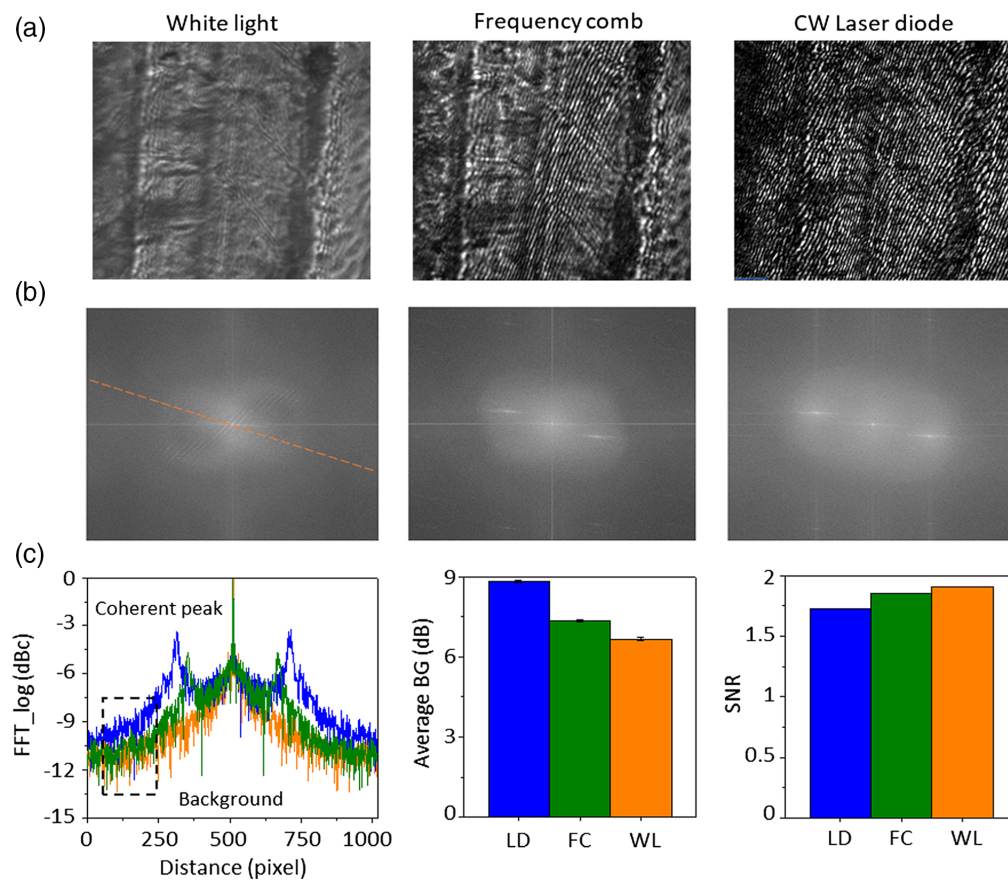 (a)
White light
Frequency comb
CW Laser diode
(b)
(c)
FFT_log (dBc)
0
-3
-6
-9
-12
-15
Coherent peak
Background
0
250
500
750
1000
Distance (pixel)
Average BG (dB)
9
6
3
0
LD
FC
WL
SNR
2
1.5
1
0.5
0
LD
FC
WL